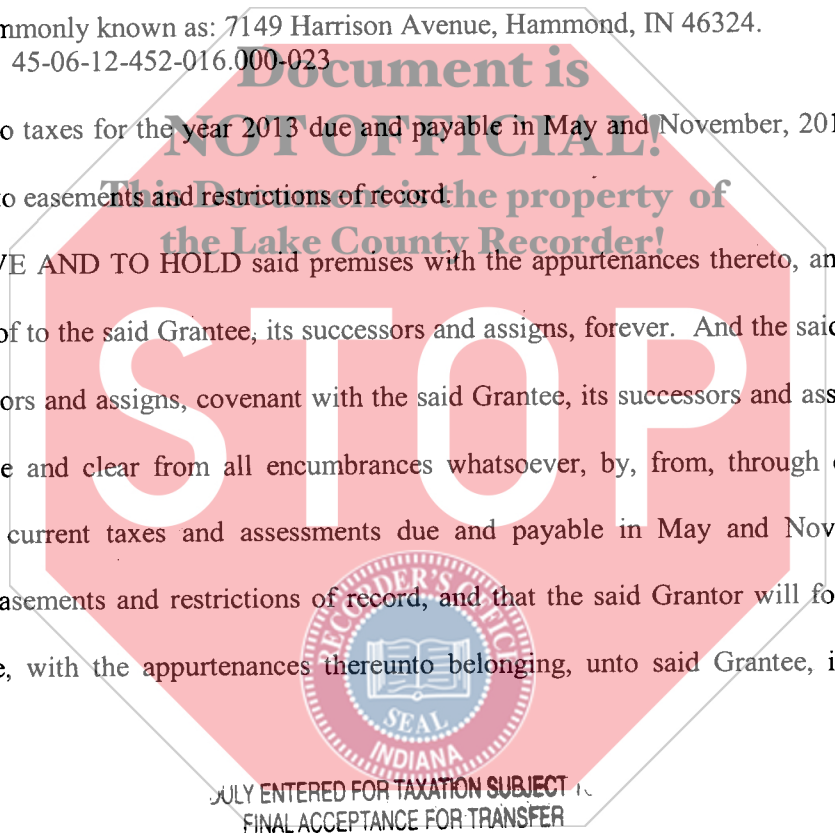 mmonly known as: 7149 Harrison Avenue, Hammond, IN 46324.
45-06-12-452-016.000-023
Document is
o taxes for the year 2013 due and payable in May and November, 201
NOT OFFICIAL!
o easements and restrictions of record.
This Document is the property of
the Lake County Recorder!
VE AND TO HOLD said premises with the appurtenances thereto, an
of to the said Grantee, its successors and assigns, forever. And the said
STOP
ors and assigns, covenant with the said Grantee, its successors and ass
e and clear from all encumbrances whatsoever, by, from, through
current taxes and assessments due and payable in May and Nov
asements and restrictions of record, and that the said Grantor will fo
e, with the appurtenances thereunto belonging, unto said Grantee, i
RECORDER'S OFFICE
SEAL
INDIANA
DULY ENTERED FOR TAXATION SUBJECT
FINAL ACCEPTANCE FOR TRANSFER